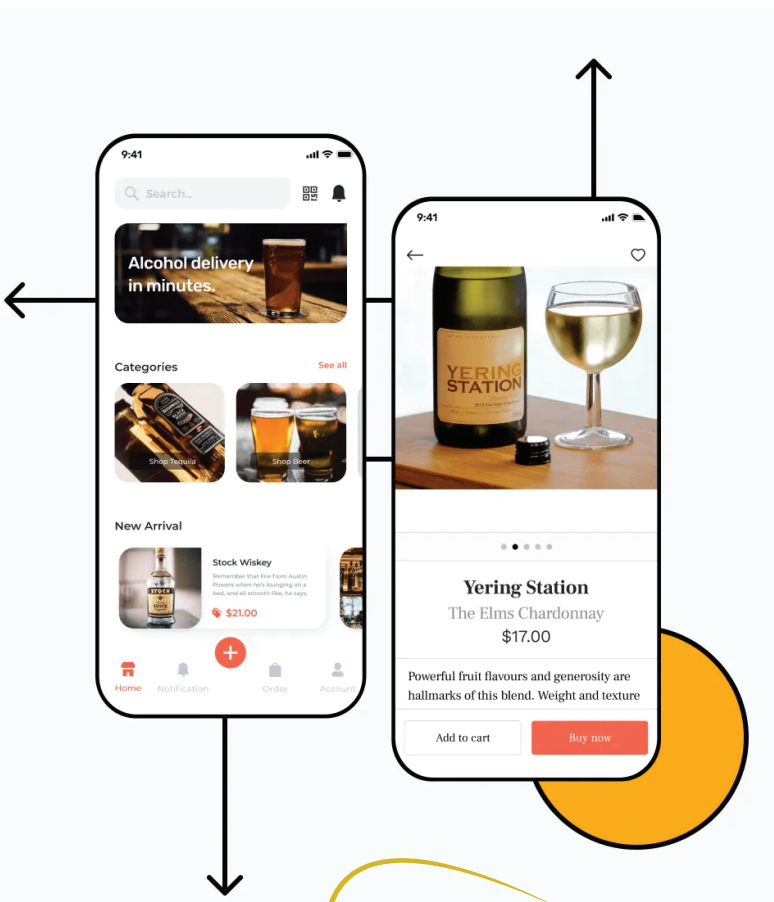 9:41
Search...
Alcohol delivery
in minutes.
Categories
See all
Shop Tequila
Shop Beer
New Arrival
STOCK
Stock Wiskey
Remember that line from Austin
Powers when he's lounging on a
bed, and all smooth-like, he says,
$21.00
Home
Notification
Order
Account
9:41
YERING
STATION
Yering Station
The Elms Chardonnay
$17.00
Powerful fruit flavours and generosity are
hallmarks of this blend. Weight and texture
Add to cart
Buy now